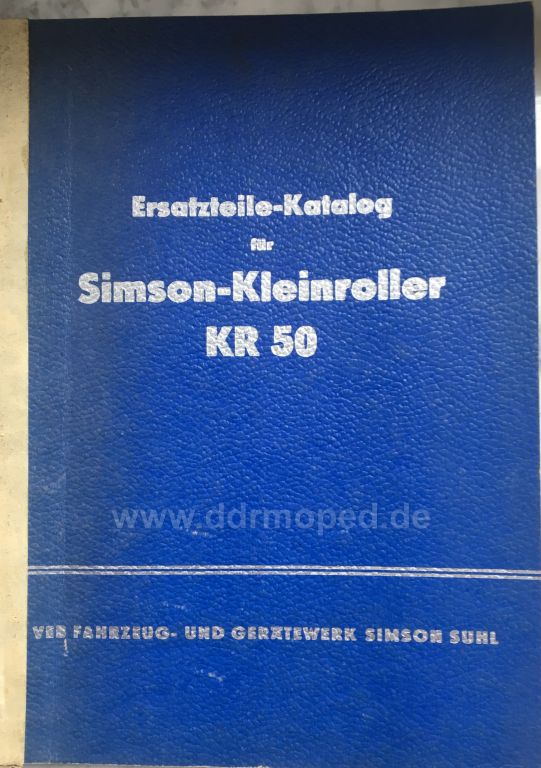 Ersatzteile-Katalog
für
Simson-Kleinroller
KR 50
www.ddrmoped.de
VEB FAHRZEUG- UND GERÄTEWERK SIMSON SUHL